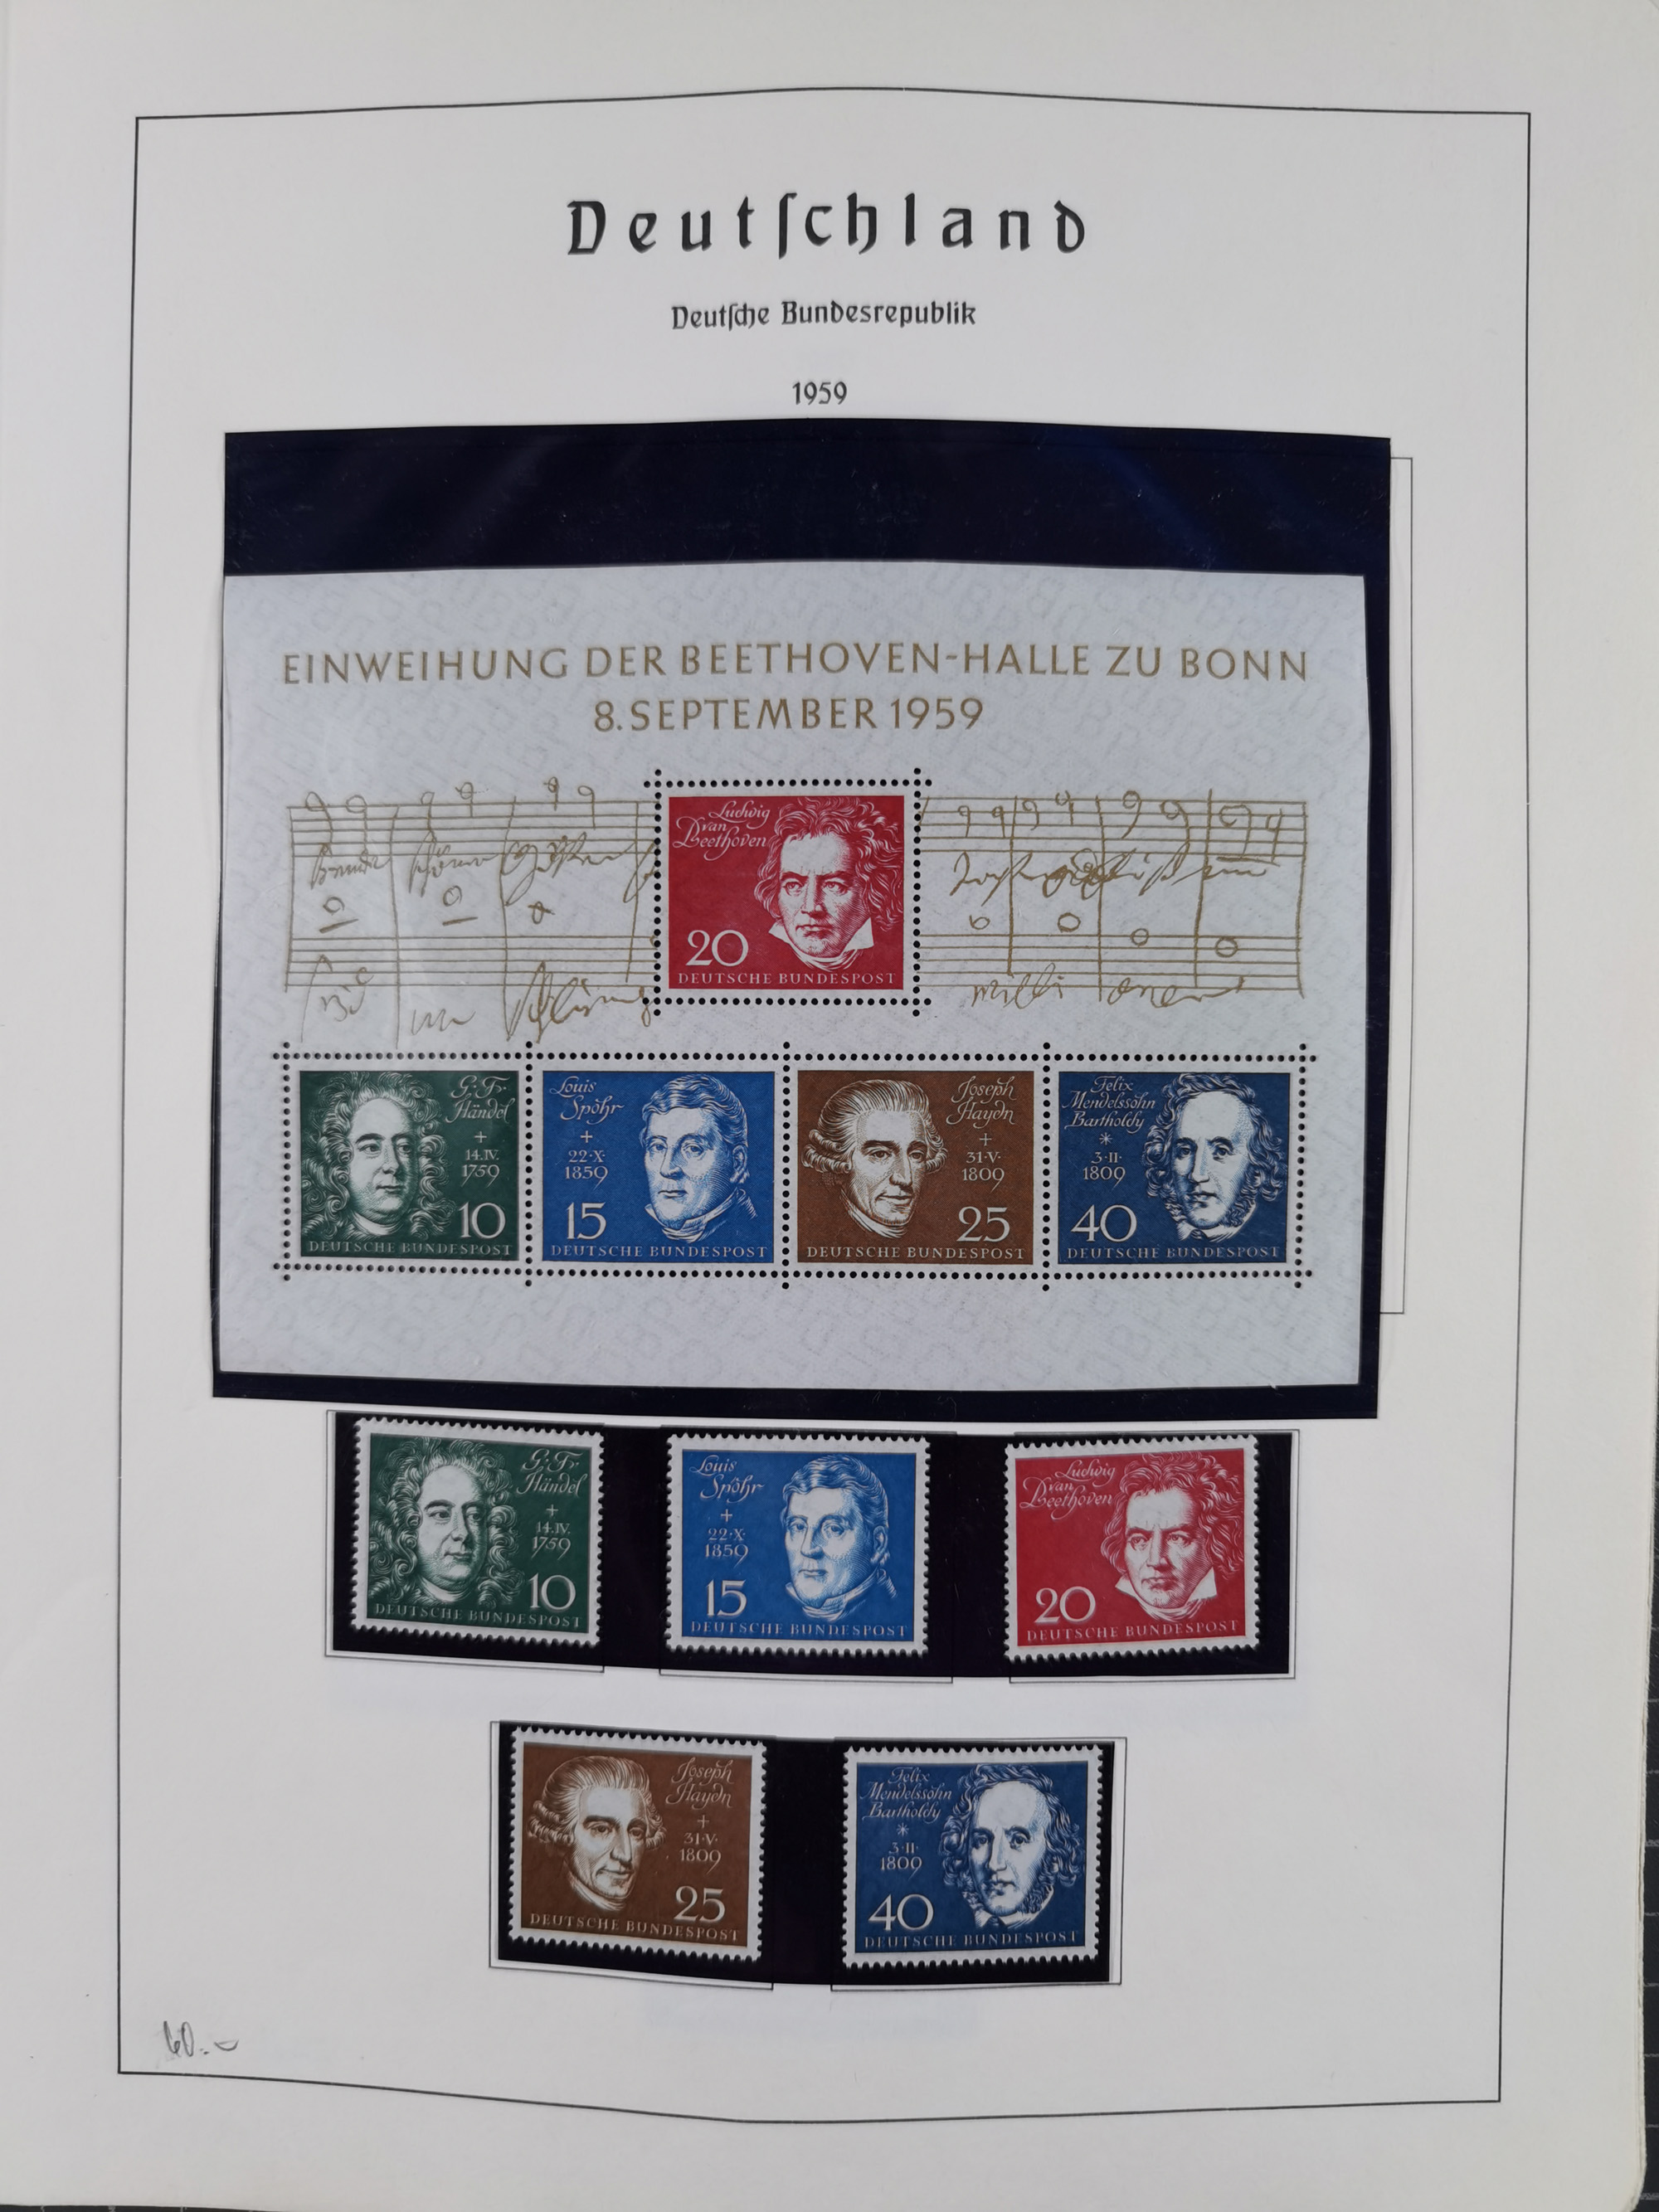 Deutſchland
Deutſche Bundesrepublik
1959
EINWEIHUNG DER BEETHOVEN-HALLE ZU BONN
8. SEPTEMBER 1959
Ludwig
van
Beethoven
20
DEUTSCHE BUNDESPOST
milli onen
G. Fr.
Händel
+
14.IV.
1759
10
DEUTSCHE BUNDESPOST
Louis
Spohr
+
22·X·
1859
15
DEUTSCHE BUNDESPOST
Joseph
Haydn
+
31·V·
1809
25
DEUTSCHE BUNDESPOST
Felix
Mendelssohn
Bartholdy
*
3·II·
1809
40
DEUTSCHE BUNDESPOST
G. Fr.
Händel
+
14.IV.
1759
10
DEUTSCHE BUNDESPOST
Louis
Spohr
+
22·X·
1859
15
DEUTSCHE BUNDESPOST
Ludwig
van
Beethoven
20
DEUTSCHE BUNDESPOST
Joseph
Haydn
+
31·V·
1809
25
DEUTSCHE BUNDESPOST
Felix
Mendelssohn
Bartholdy
*
3·II·
1809
40
DEUTSCHE BUNDESPOST
60.-